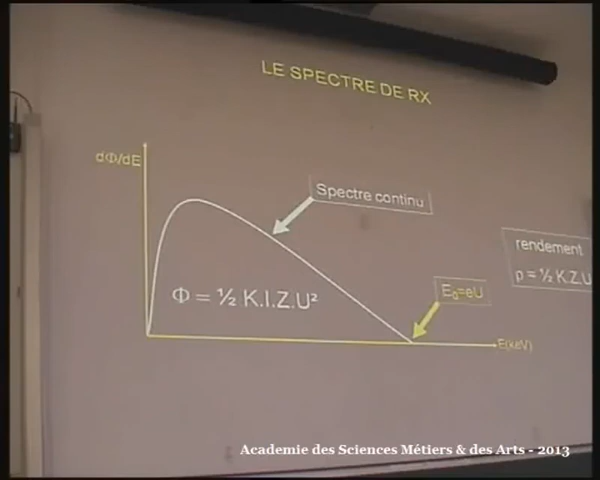 LE SPECTRE DE RX
dΦ/dE
Spectre continu
rendement
ρ = ½ K.Z.U
E₀=eU
Φ = ½ K.I.Z.U²
E(keV)
Academie des Sciences Métiers & des Arts - 2013